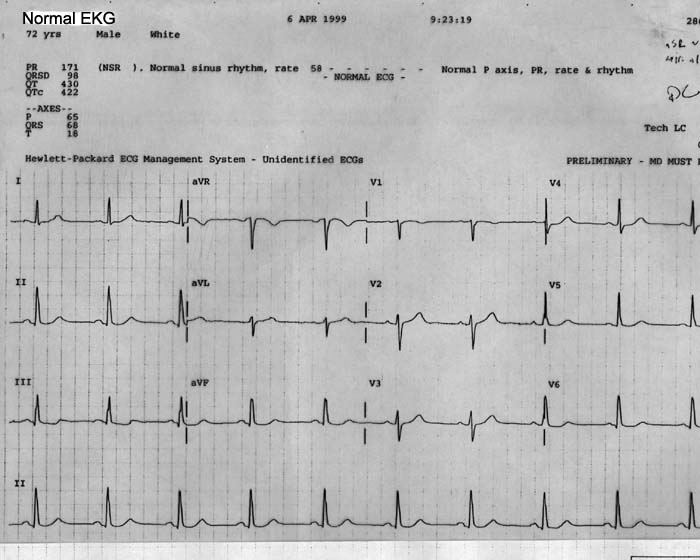 Normal EKG
6 APR 1999 9:23:19 28
72 yrs Male White
PR 171 (NSR ). Normal sinus rhythm, rate 58 - - - - - - Normal P axis, PR, rate & rhythm
QRSD 98 - NORMAL ECG -
QT 430
QTc 422
--AXES--
P 65
QRS 68
T 18
Tech LC
Hewlett-Packard ECG Management System - Unidentified ECGs PRELIMINARY - MD MUST
I aVR V1 V4
II aVL V2 V5
III aVF V3 V6
II